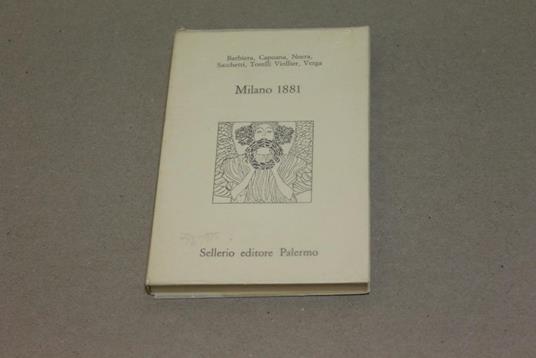 Barbiera, Capuana, Neera,
Sacchetti, Torelli Viollier, Verga
Milano 1881
Sellerio editore Palermo